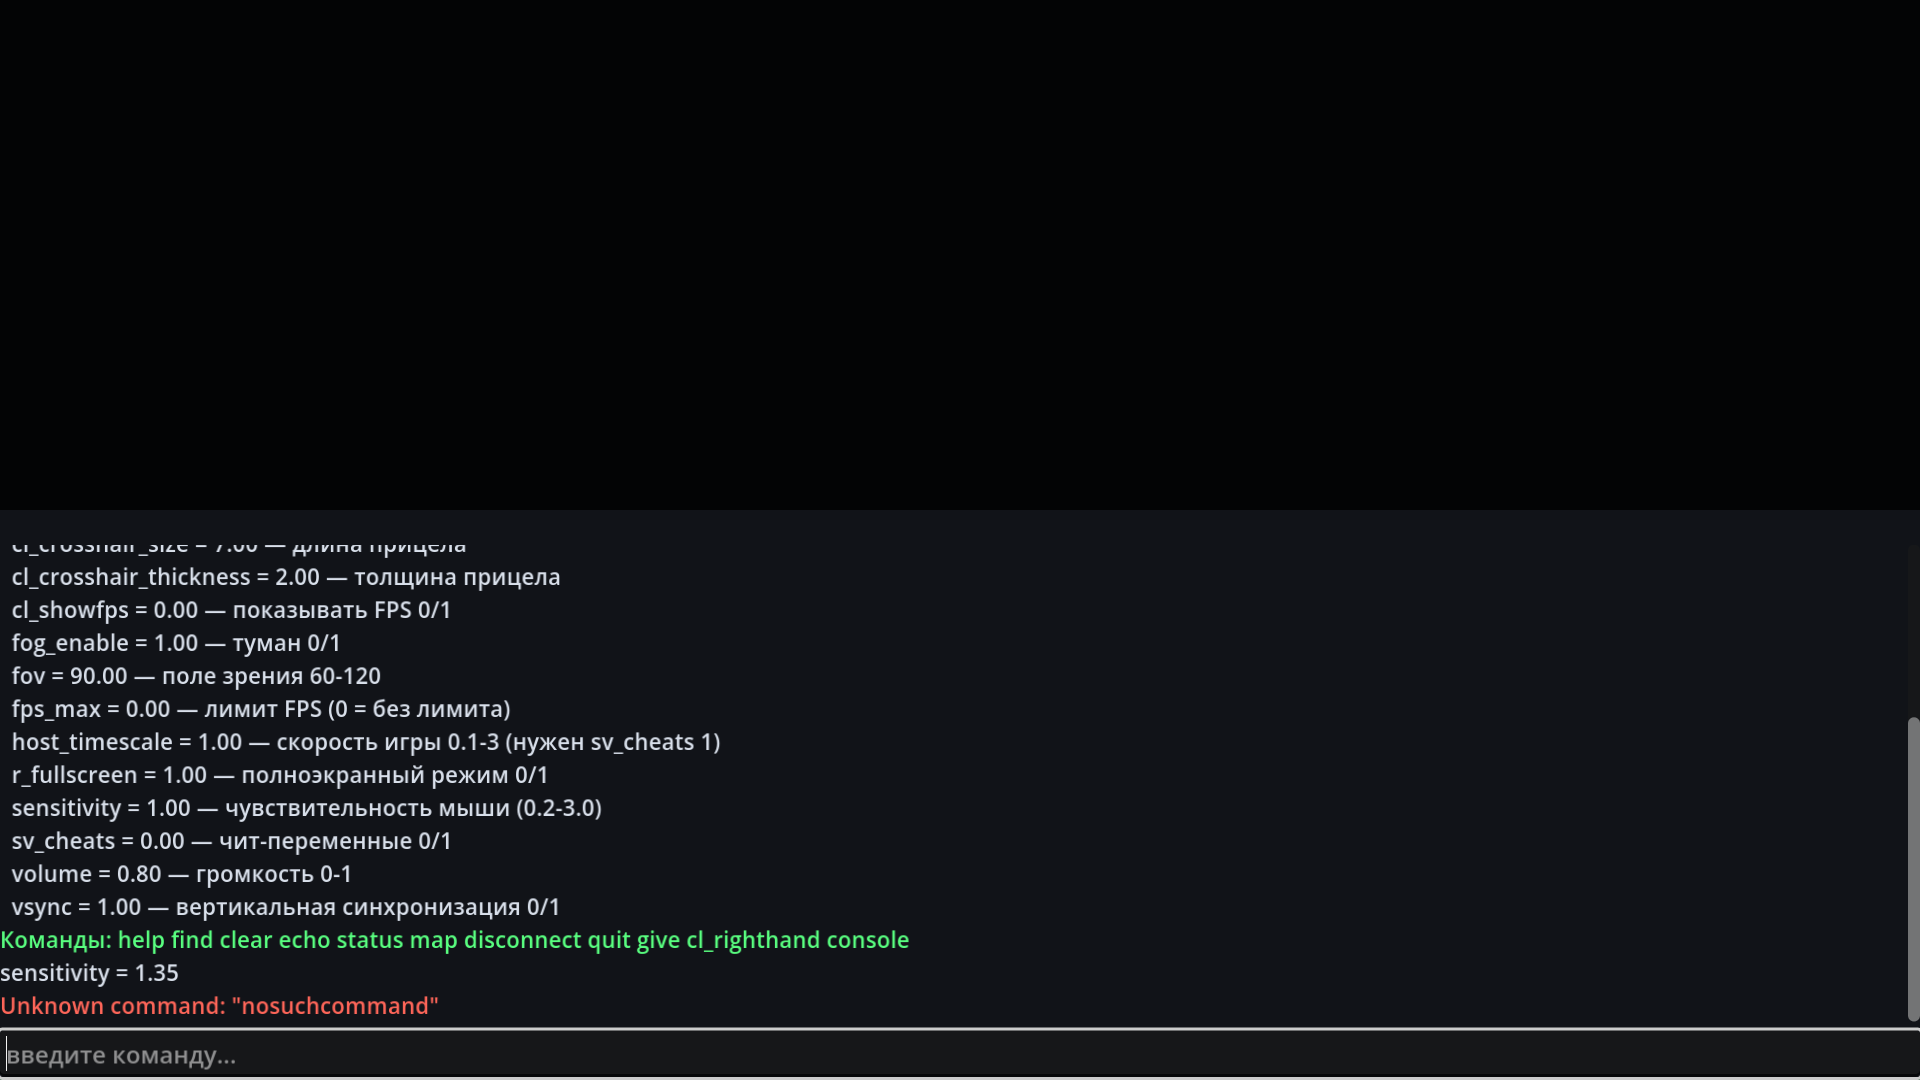 cl_crosshair_size = 7.00 — длина прицела
cl_crosshair_thickness = 2.00 — толщина прицела
cl_showfps = 0.00 — показывать FPS 0/1
fog_enable = 1.00 — туман 0/1
fov = 90.00 — поле зрения 60-120
fps_max = 0.00 — лимит FPS (0 = без лимита)
host_timescale = 1.00 — скорость игры 0.1-3 (нужен sv_cheats 1)
r_fullscreen = 1.00 — полноэкранный режим 0/1
sensitivity = 1.00 — чувствительность мыши (0.2-3.0)
sv_cheats = 0.00 — чит-переменные 0/1
volume = 0.80 — громкость 0-1
vsync = 1.00 — вертикальная синхронизация 0/1
Команды: help find clear echo status map disconnect quit give cl_righthand console
sensitivity = 1.35
Unknown command: "nosuchcommand"
введите команду...